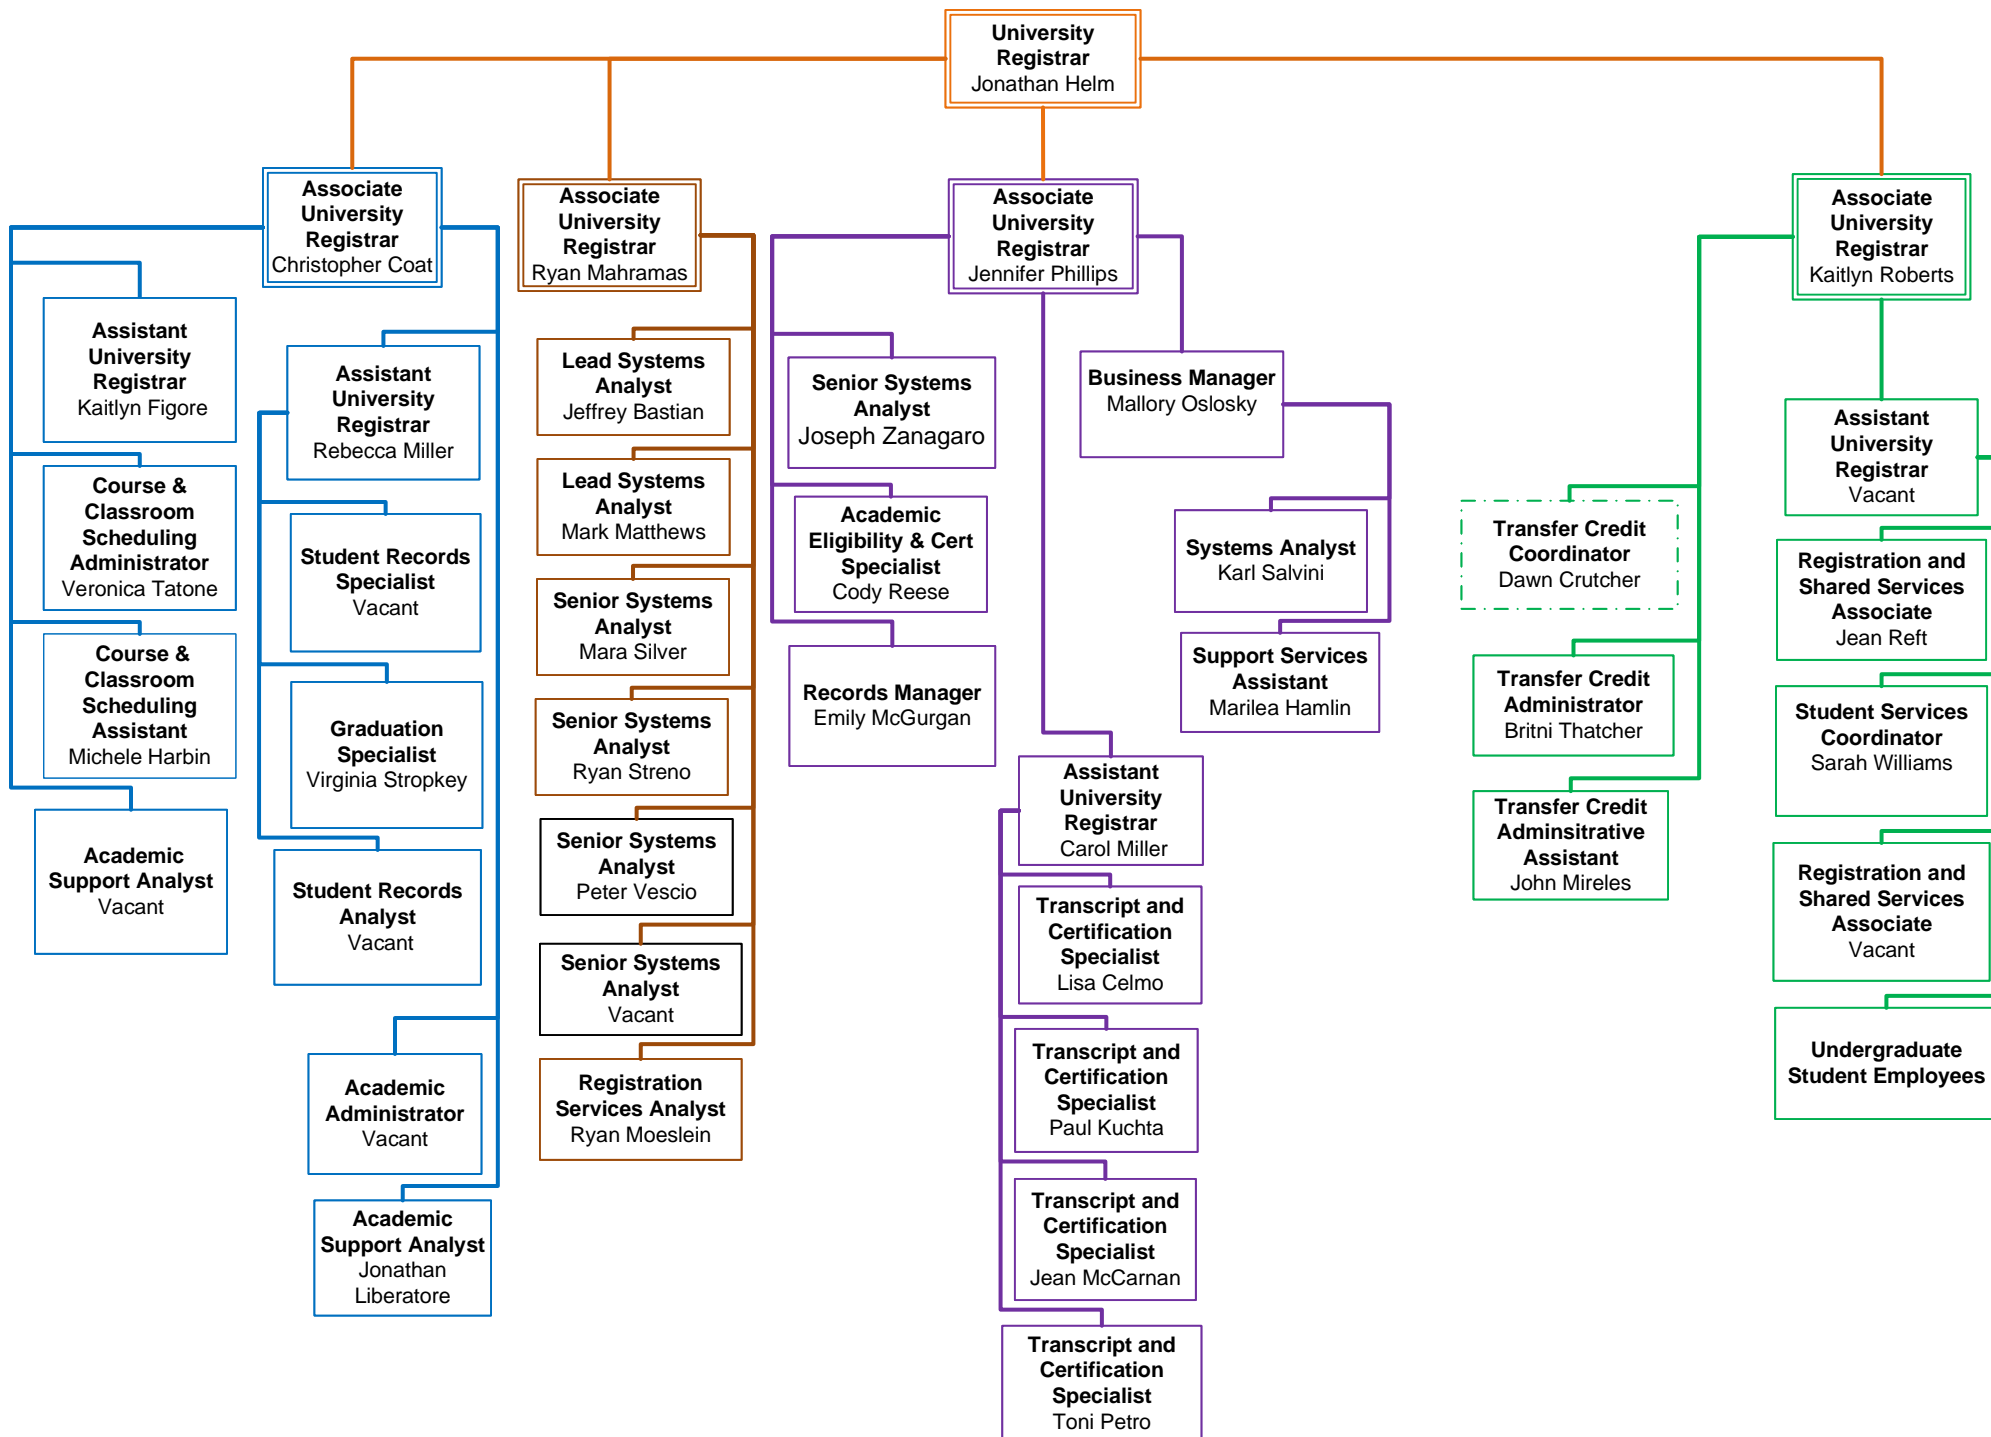 University
Registrar
Jonathan Helm
Associate
University
Registrar
Christopher Coat
Associate
University
Registrar
Ryan Mahramas
Associate
University
Registrar
Jennifer Phillips
Associate
University
Registrar
Kaitlyn Roberts
Assistant
University
Registrar
Kaitlyn Figore
Course &
Classroom
Scheduling
Administrator
Veronica Tatone
Course &
Classroom
Scheduling
Assistant
Michele Harbin
Academic
Support Analyst
Vacant
Assistant
University
Registrar
Rebecca Miller
Student Records
Specialist
Vacant
Graduation
Specialist
Virginia Stropkey
Student Records
Analyst
Vacant
Academic
Administrator
Vacant
Academic
Support Analyst
Jonathan
Liberatore
Lead Systems
Analyst
Jeffrey Bastian
Lead Systems
Analyst
Mark Matthews
Senior Systems
Analyst
Mara Silver
Senior Systems
Analyst
Ryan Streno
Senior Systems
Analyst
Peter Vescio
Senior Systems
Analyst
Vacant
Registration
Services Analyst
Ryan Moeslein
Senior Systems
Analyst
Joseph Zanagaro
Academic
Eligibility & Cert
Specialist
Cody Reese
Records Manager
Emily McGurgan
Business Manager
Mallory Oslosky
Systems Analyst
Karl Salvini
Support Services
Assistant
Marilea Hamlin
Assistant
University
Registrar
Carol Miller
Transcript and
Certification
Specialist
Lisa Celmo
Transcript and
Certification
Specialist
Paul Kuchta
Transcript and
Certification
Specialist
Jean McCarnan
Transcript and
Certification
Specialist
Toni Petro
Transfer Credit
Coordinator
Dawn Crutcher
Transfer Credit
Administrator
Britni Thatcher
Transfer Credit
Adminsitrative
Assistant
John Mireles
Assistant
University
Registrar
Vacant
Registration and
Shared Services
Associate
Jean Reft
Student Services
Coordinator
Sarah Williams
Registration and
Shared Services
Associate
Vacant
Undergraduate
Student Employees